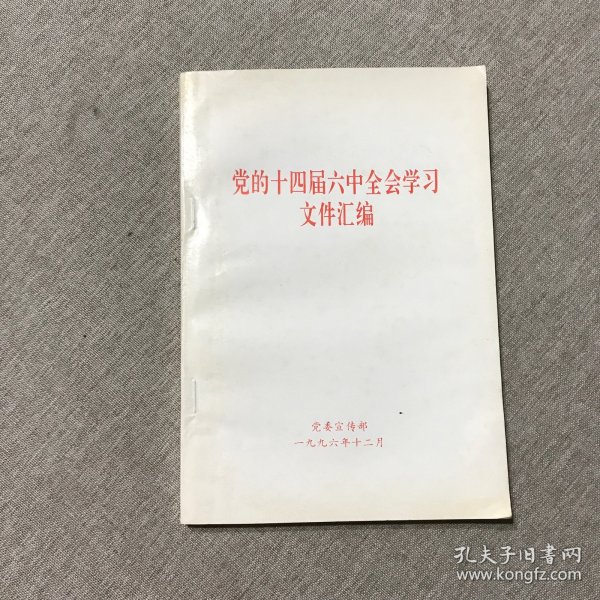 党的十四届六中全会学习
文件汇编
党委宣传部
一九九六年十二月
孔夫子旧书网
www.kongfz.com